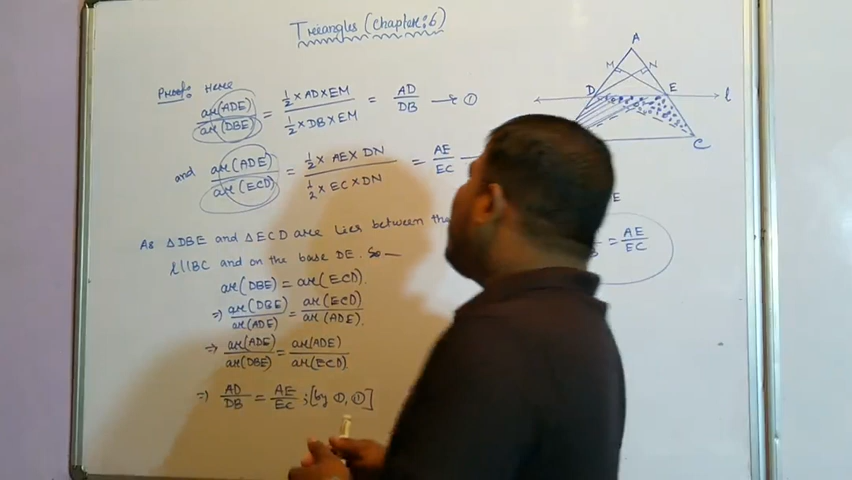 Triangles (Chapter:6)
Proof: Here
ar(ADE)/ar(DBE) = (1/2 × AD × EM)/(1/2 × DB × EM) = AD/DB — ①
and ar(ADE)/ar(ECD) = (1/2 × AE × DN)/(1/2 × EC × DN) = AE/EC —
As △DBE and △ECD are lies between the
l||BC and on the base DE. So —
ar(DBE) = ar(ECD).
⇒ ar(DBE)/ar(ADE) = ar(ECD)/ar(ADE).
⇒ ar(ADE)/ar(DBE) = ar(ADE)/ar(ECD)
⇒ AD/DB = AE/EC ; [by ①, ①]
A
M N
D E l
C
E
= AE/EC